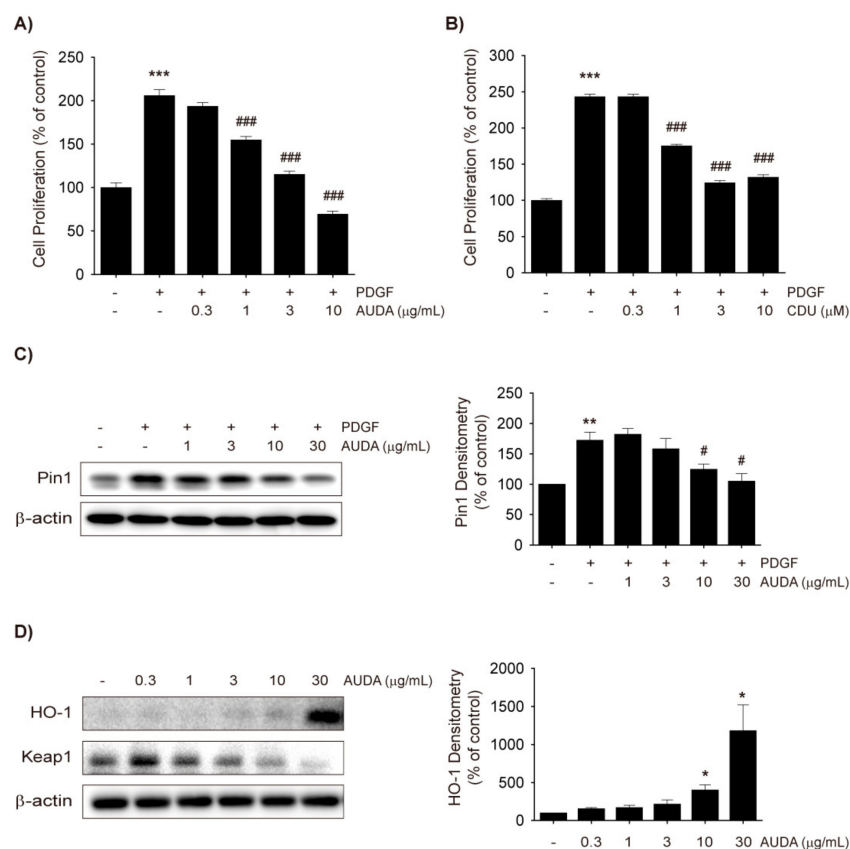 A)
Cell Proliferation (% of control)
250
200
150
100
50
0
***
###
###
###
- + + + + + PDGF
- - 0.3 1 3 10 AUDA (μg/mL)
B)
Cell Proliferation (% of control)
300
250
200
150
100
50
0
***
###
###
###
- + + + + + PDGF
- - 0.3 1 3 10 CDU (μM)
C)
- + + + + + PDGF
- - 1 3 10 30 AUDA (μg/mL)
Pin1
β-actin
Pin1 Densitometry
(% of control)
250
200
150
100
50
0
**
#
#
- + + + + + PDGF
- - 1 3 10 30 AUDA (μg/mL)
D)
- 0.3 1 3 10 30 AUDA (μg/mL)
HO-1
Keap1
β-actin
HO-1 Densitometry
(% of control)
2000
1500
1000
500
0
*
*
- 0.3 1 3 10 30 AUDA (μg/mL)